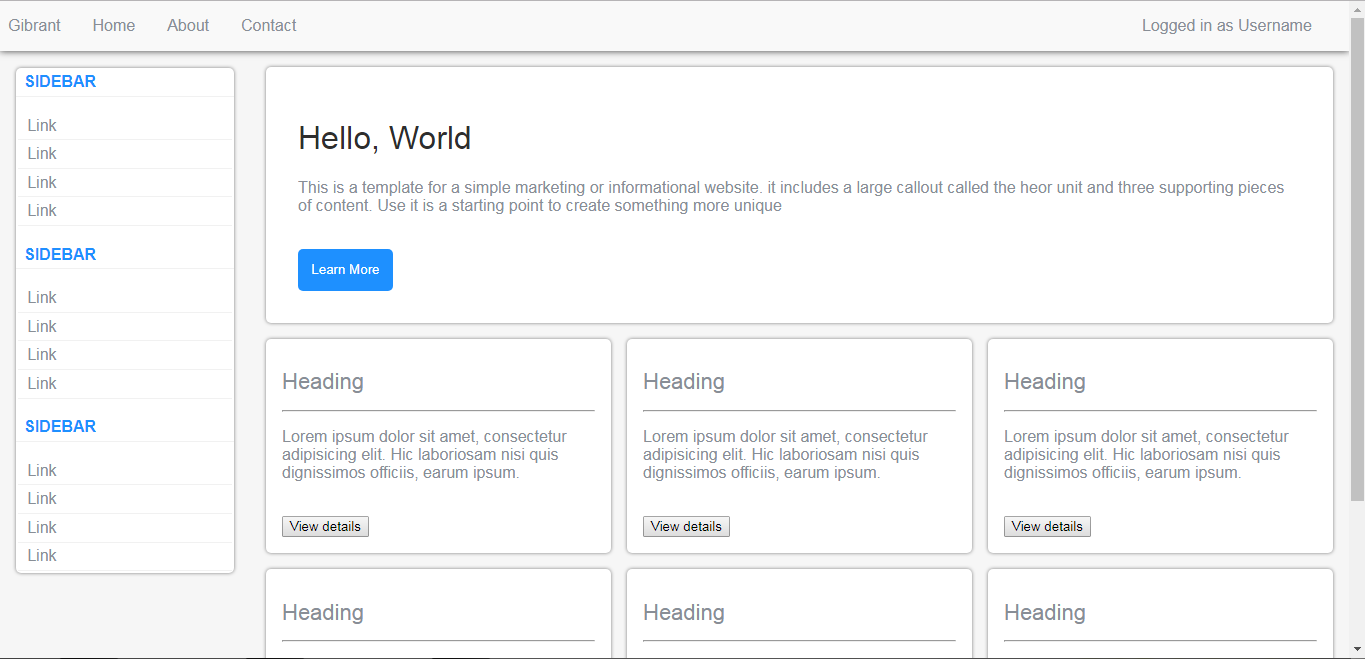 Gibrant Home About Contact Logged in as Username
SIDEBAR
Link
Link
Link
Link
SIDEBAR
Link
Link
Link
Link
SIDEBAR
Link
Link
Link
Link
Hello, World
This is a template for a simple marketing or informational website. it includes a large callout called the heor unit and three supporting pieces
of content. Use it is a starting point to create something more unique
Learn More
Heading
Lorem ipsum dolor sit amet, consectetur
adipisicing elit. Hic laboriosam nisi quis
dignissimos officiis, earum ipsum.
View details
Heading
Lorem ipsum dolor sit amet, consectetur
adipisicing elit. Hic laboriosam nisi quis
dignissimos officiis, earum ipsum.
View details
Heading
Lorem ipsum dolor sit amet, consectetur
adipisicing elit. Hic laboriosam nisi quis
dignissimos officiis, earum ipsum.
View details
Heading
Heading
Heading